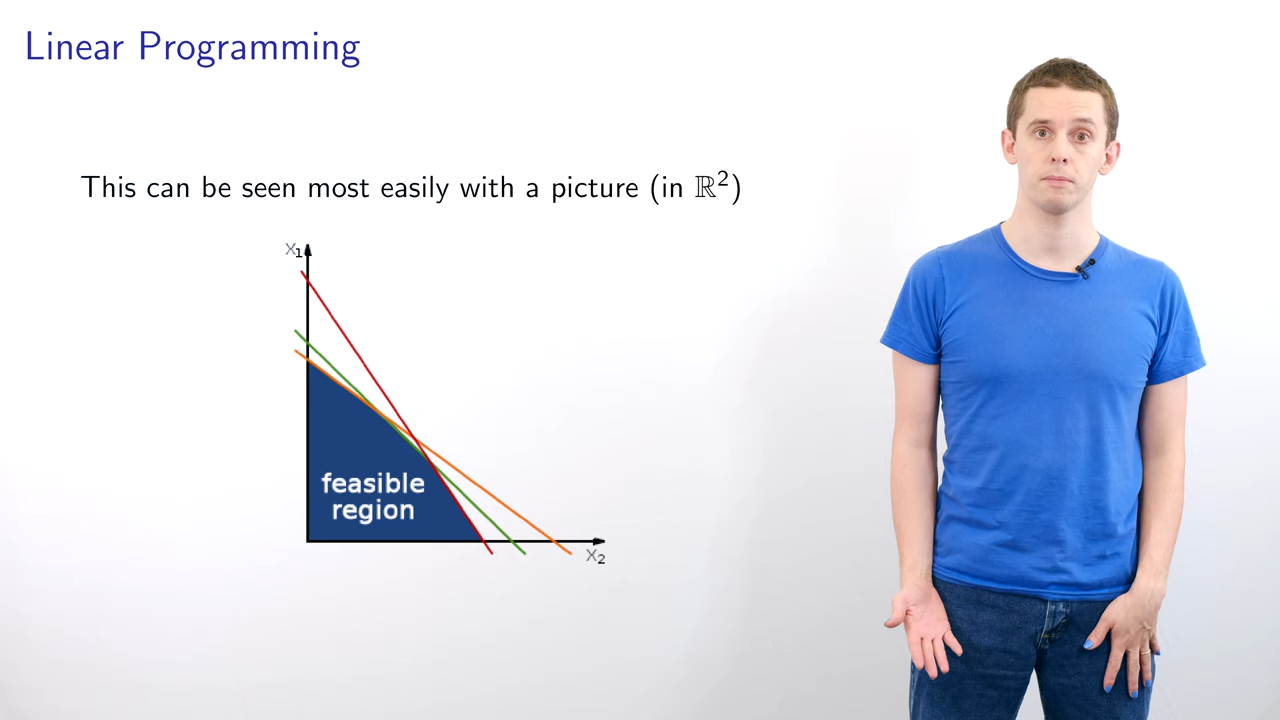 Linear Programming
This can be seen most easily with a picture (in ℝ²)
X₁
feasible
region
X₂